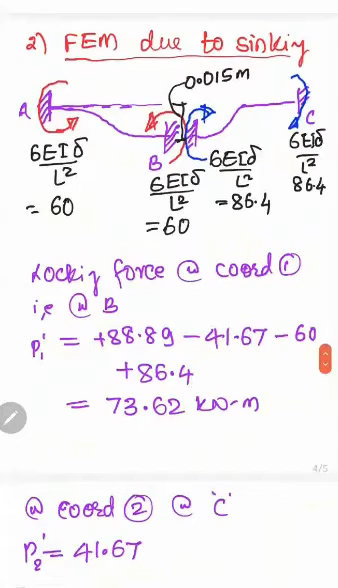 2) FEM due to sinkiy
0.015m
A
B
C
6EIδ
L²
= 60
6EIδ
L²
=60
6EIδ
L²
=86.4
6EIδ
L²
86.4
Lockiy force @ coord ①
i,e @ B
P₁' = +88.89 - 41.67 - 60
+86.4
= 73.62 KN-m
4/5
@ coord ② @ 'C'
P₂' = 41.67